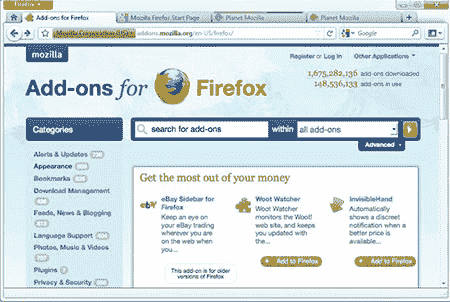 Add-ons for Firefox
Mozilla Firefox Start Page
Planet Mozilla
Planet Mozilla
Mozilla Corporation (US)
addons.mozilla.org/en-US/firefox/
Google
mozilla
Register or Log in
Other Applications
Add-ons for Firefox
1,675,282,136 add-ons downloaded
148,536,133 add-ons in use
Categories
search for add-ons
within
all add-ons
Advanced
Alerts & Updates
Appearance
Bookmarks
Download Management
Feeds, News & Blogging
Language Support
Photos, Music & Videos
Plugins
Privacy & Security
Get the most out of your money
eBay Sidebar for Firefox
Keep an eye on your eBay trading wherever you are on the web when you...
This add-on is for older versions of Firefox
Woot Watcher
Woot Watcher monitors the Woot! web site, and keeps you updated with the...
Add to Firefox
InvisibleHand
Automatically shows a discreet notification when a better price is available...
Add to Firefox